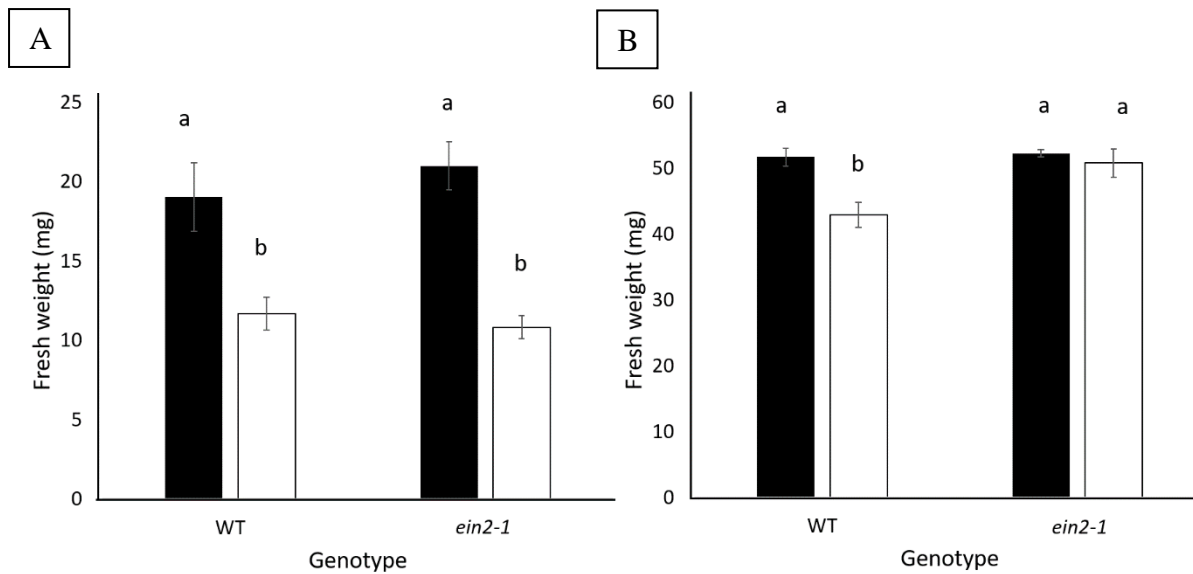 A
Fresh weight (mg)
25
20
15
10
5
0
a
b
a
b
WT
ein2-1
Genotype
B
Fresh weight (mg)
60
50
40
30
20
10
0
a
b
a
a
WT
ein2-1
Genotype